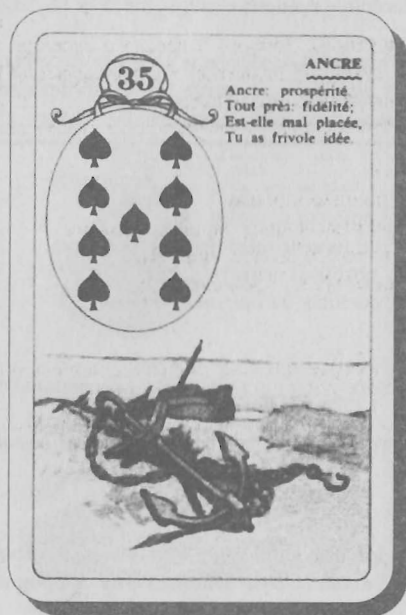 35
ANCRE
Ancre: prospérité.
Tout près: fidélité;
Est-elle mal placée,
Tu as frivole idée.